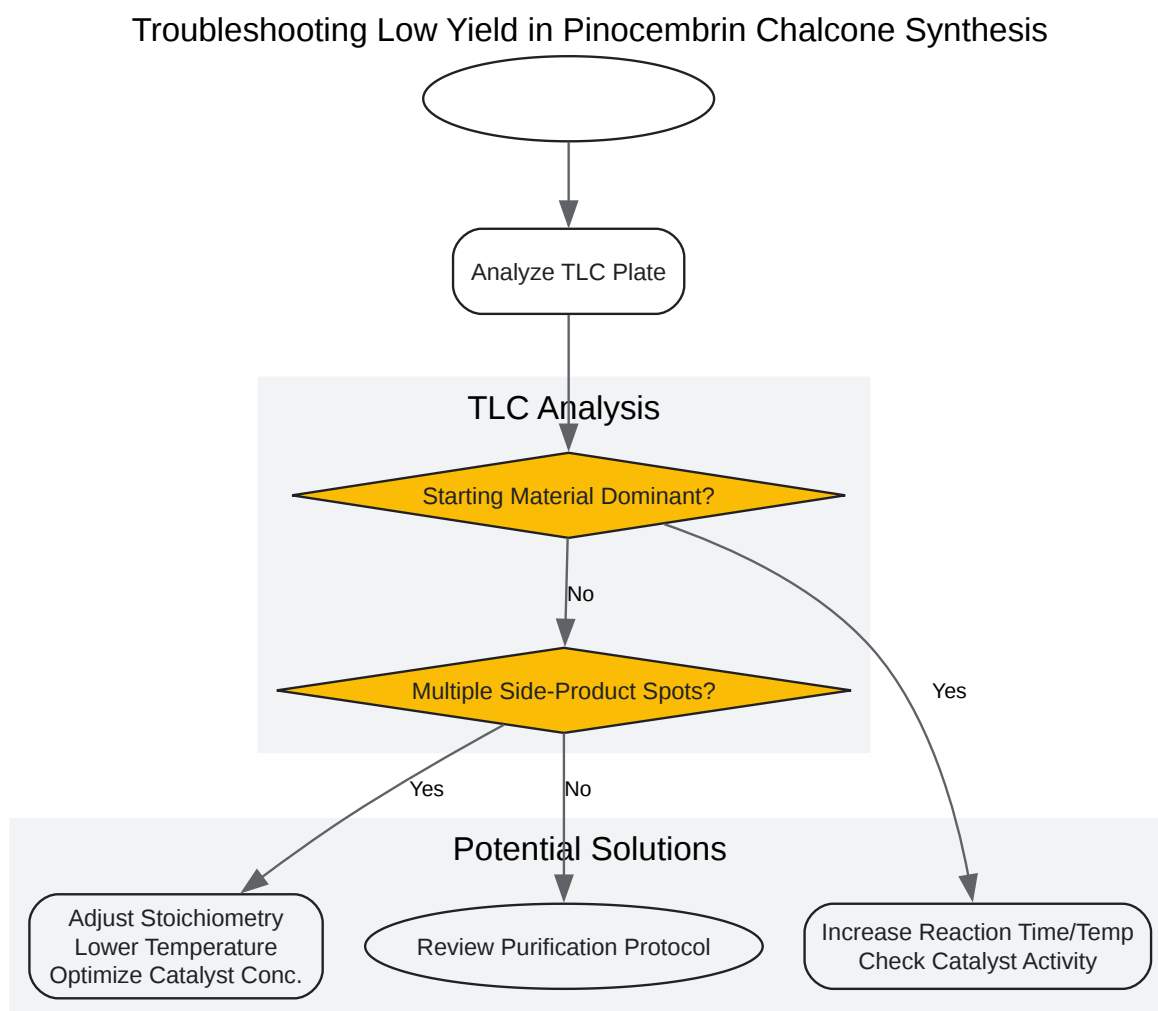 Troubleshooting Low Yield in Pinocembrin Chalcone Synthesis
Analyze TLC Plate
TLC Analysis
Starting Material Dominant?
No
Multiple Side-Product Spots?
Yes
Yes
No
Potential Solutions
Adjust Stoichiometry
Lower Temperature
Optimize Catalyst Conc.
Review Purification Protocol
Increase Reaction Time/Temp
Check Catalyst Activity